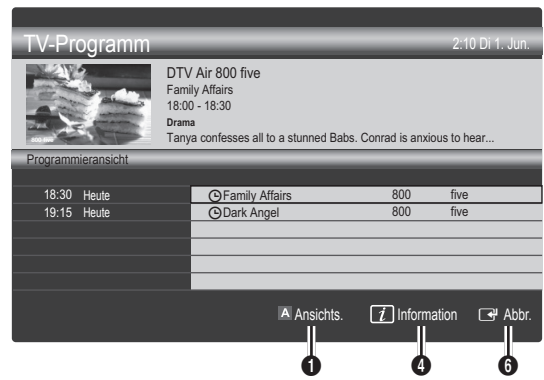 TV-Programm 2:10 Di 1. Jun.
DTV Air 800 five
Family Affairs
18:00 - 18:30
Drama
Tanya confesses all to a stunned Babs. Conrad is anxious to hear...
800 five
Programmieransicht
18:30 Heute Family Affairs 800 five
19:15 Heute Dark Angel 800 five
A Ansichts. i Information Abbr.
1 4 6